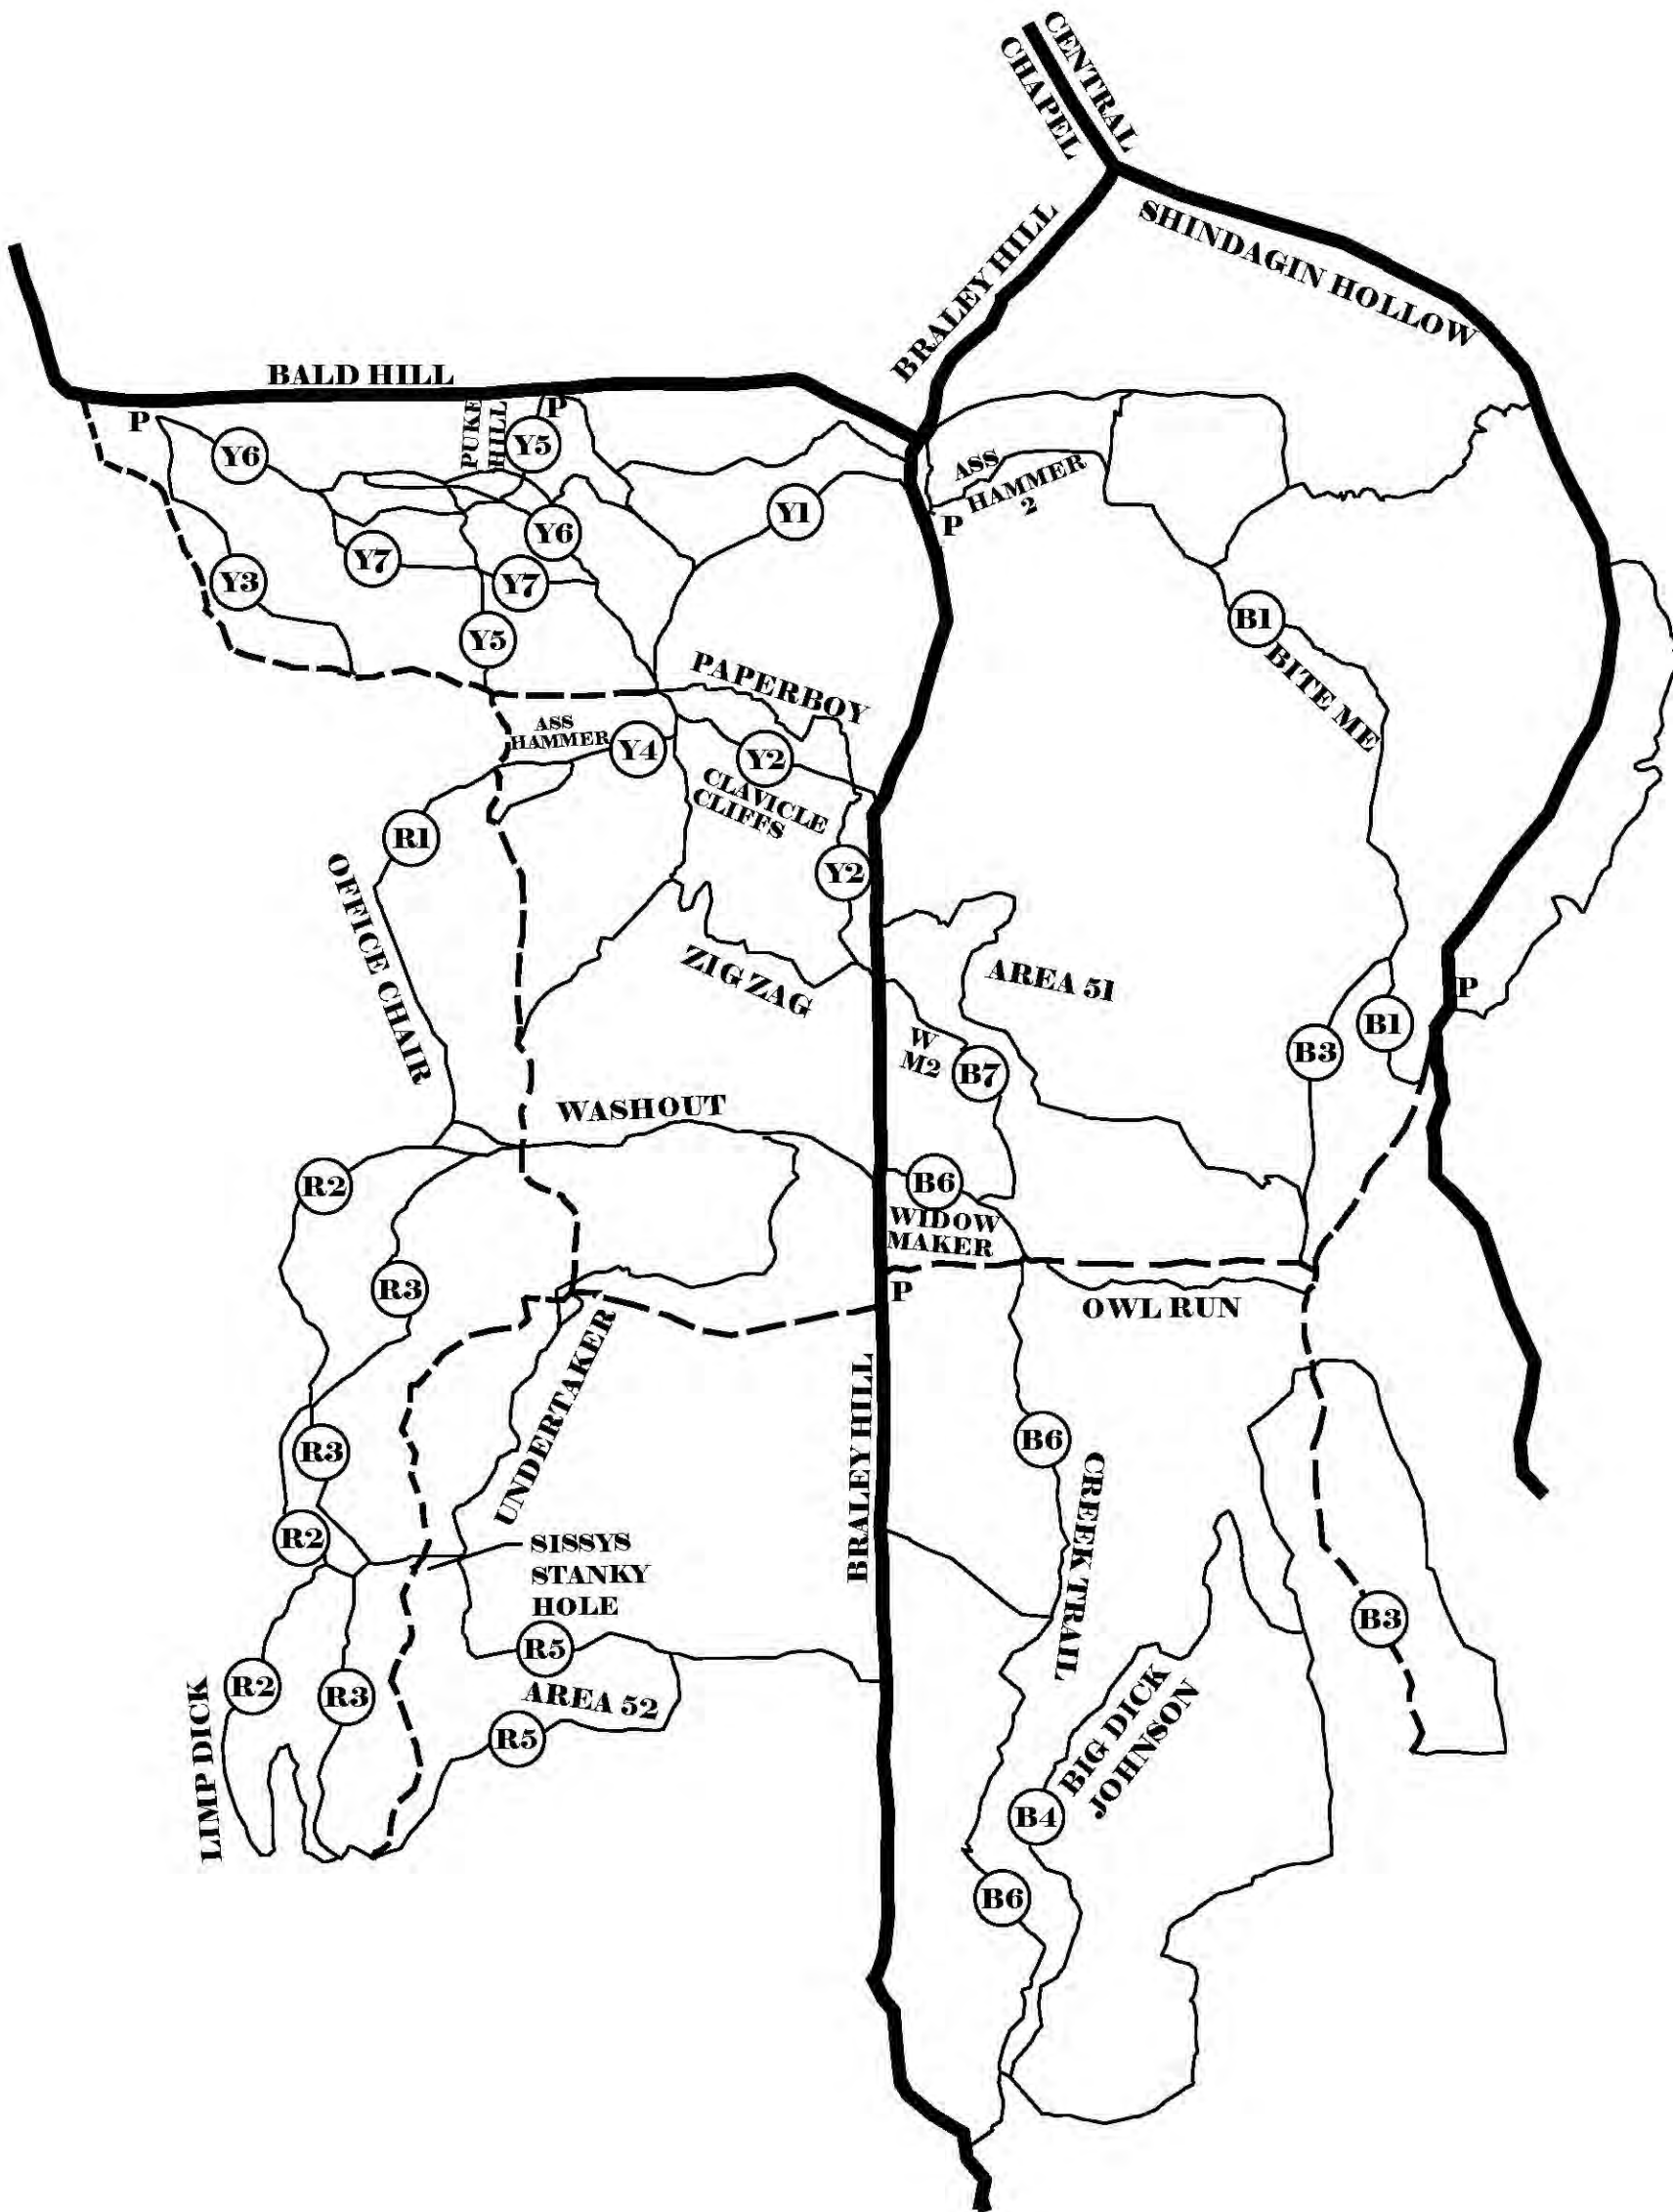 CENTRAL
CHAPEL
SHINDAGIN HOLLOW
BRALEY HILL
BALD HILL
P
PUKE
HILL
P
Y5
Y6
ASS
HAMMER
2
P
Y1
Y6
Y7
Y7
Y3
Y5
B1
BITE ME
PAPERBOY
ASS
HAMMER
Y4
Y2
CLAVICLE
CLIFFS
R1
OFFICE CHAIR
Y2
ZIG ZAG
AREA 51
P
B1
B3
W
M2
B7
WASHOUT
R2
B6
WIDOW
MAKER
R3
P
OWL RUN
UNDERTAKER
BRALEY HILL
R3
B6
CREEK TRAIL
R2
SISSYS
STANKY
HOLE
B3
R5
R2
R3
AREA 52
LIMP DICK
R5
BIG DICK
JOHNSON
B4
B6